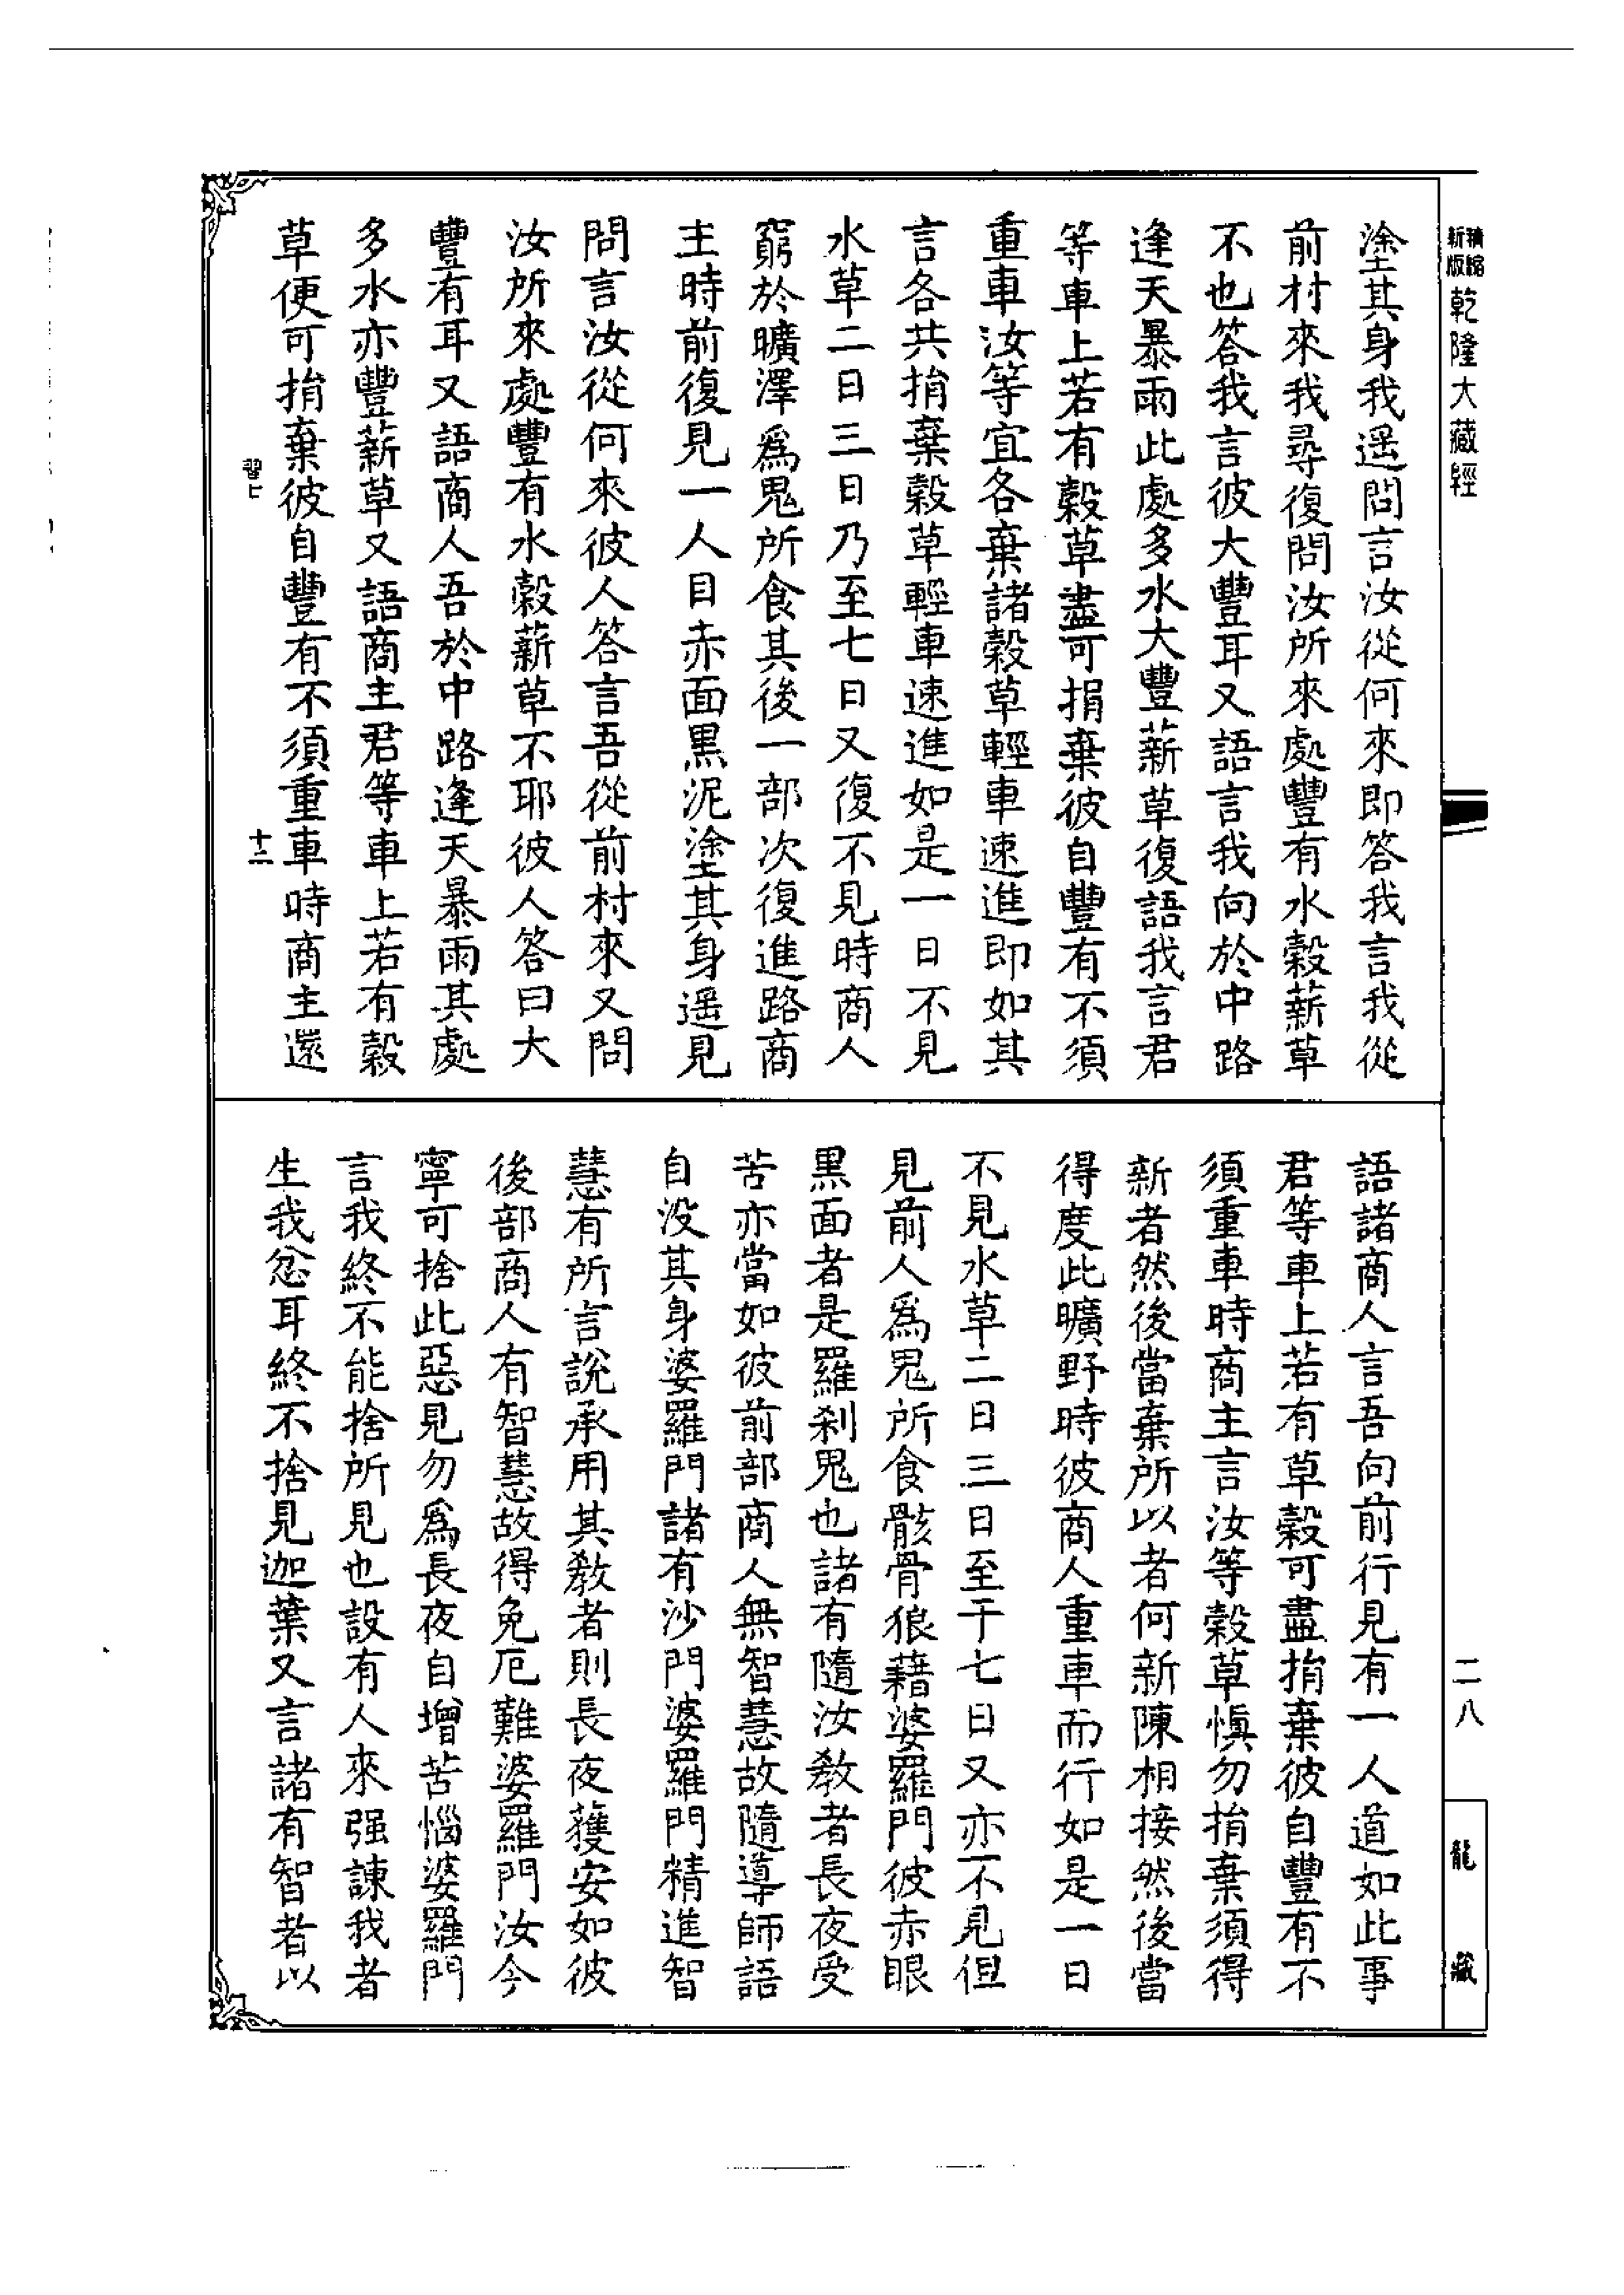 新版精縮乾隆大藏經
塗其身我遥問言汝從何來即答我言我從
前村來我尋復問汝所來處豐有水穀薪草
不也答我言彼大豐耳又語言我向於中路
逢天暴雨此處多水大豐薪草復語我言君
等車上若有穀草盡可捐棄彼自豐有不須
重車汝等宜各棄諸穀草輕車速進即如其
言各共捐棄穀草輕車速進如是一日不見
水草二日三日乃至七日又復不見時商人
窮於曠澤爲鬼所食其後一部次復進路商
主時前復見一人目赤面黑泥塗其身遥見
問言汝從何來彼人答言吾從前村來又問
汝所來處豐有水穀薪草不耶彼人答曰大
豐有耳又語商人吾於中路逢天暴雨其處
多水亦豐薪草又語商主君等車上若有穀
草便可捐棄彼自豐有不須重車時商主還
習七
十二
語諸商人言吾向前行見有一人道如此事
君等車上若有草穀可盡捐棄彼自豐有不
須重車時商主言汝等穀草慎勿捐棄須得
新者然後當棄所以者何新陳相接然後當
得度此曠野時彼商人重車而行如是一日
不見水草二日三日至于七日又亦不見但
見前人爲鬼所食骸骨狼藉婆羅門彼赤眼
黑面者是羅刹鬼也諸有隨汝教者長夜受
苦亦當如彼前部商人無智慧故隨導師語
自没其身婆羅門諸有沙門婆羅門精進智
慧有所言説承用其教者則長夜獲安如彼
後部商人有智慧故得免厄難婆羅門汝今
寧可捨此惡見勿爲長夜自增苦惱婆羅門
言我終不能捨所見也設有人來强諫我者
生我忿耳終不捨見迦葉又言諸有智者以
二八
龍藏